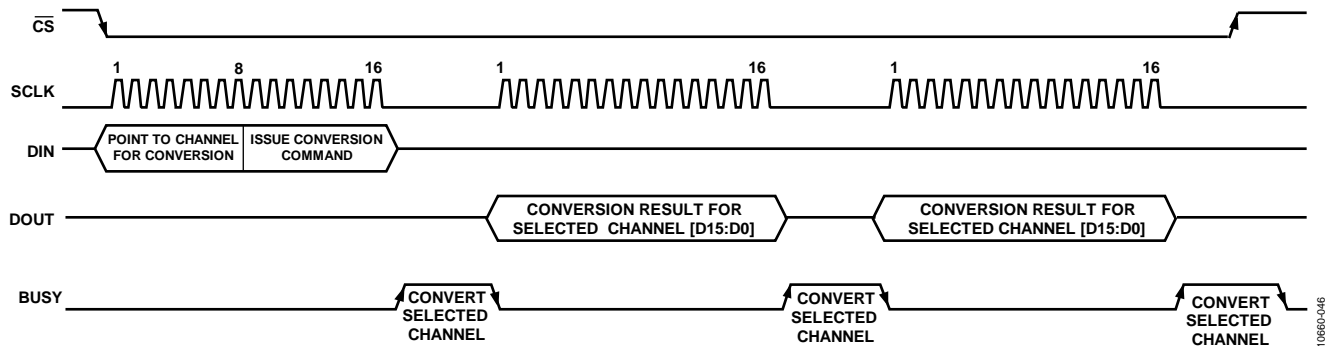 CS
1 8 16 1 16 1 16
SCLK
POINT TO CHANNEL
FOR CONVERSION
ISSUE CONVERSION
COMMAND
DIN
CONVERSION RESULT FOR
SELECTED CHANNEL [D15:D0]
CONVERSION RESULT FOR
SELECTED CHANNEL [D15:D0]
DOUT
BUSY
CONVERT
SELECTED
CHANNEL
CONVERT
SELECTED
CHANNEL
CONVERT
SELECTED
CHANNEL
10660-046